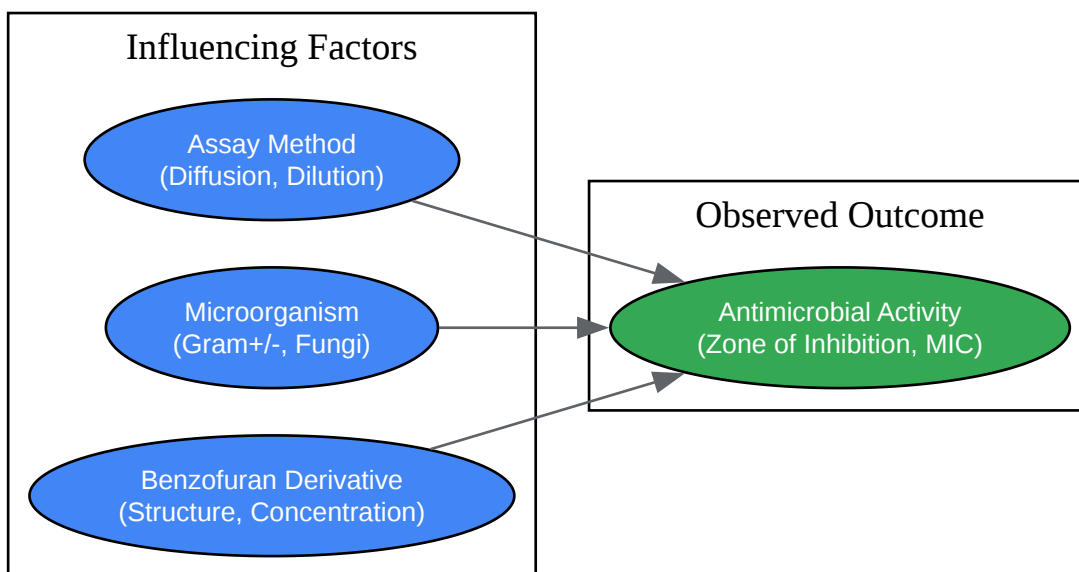 Influencing Factors
Assay Method
(Diffusion, Dilution)
Microorganism
(Gram+/-, Fungi)
Benzofuran Derivative
(Structure, Concentration)
Observed Outcome
Antimicrobial Activity
(Zone of Inhibition, MIC)